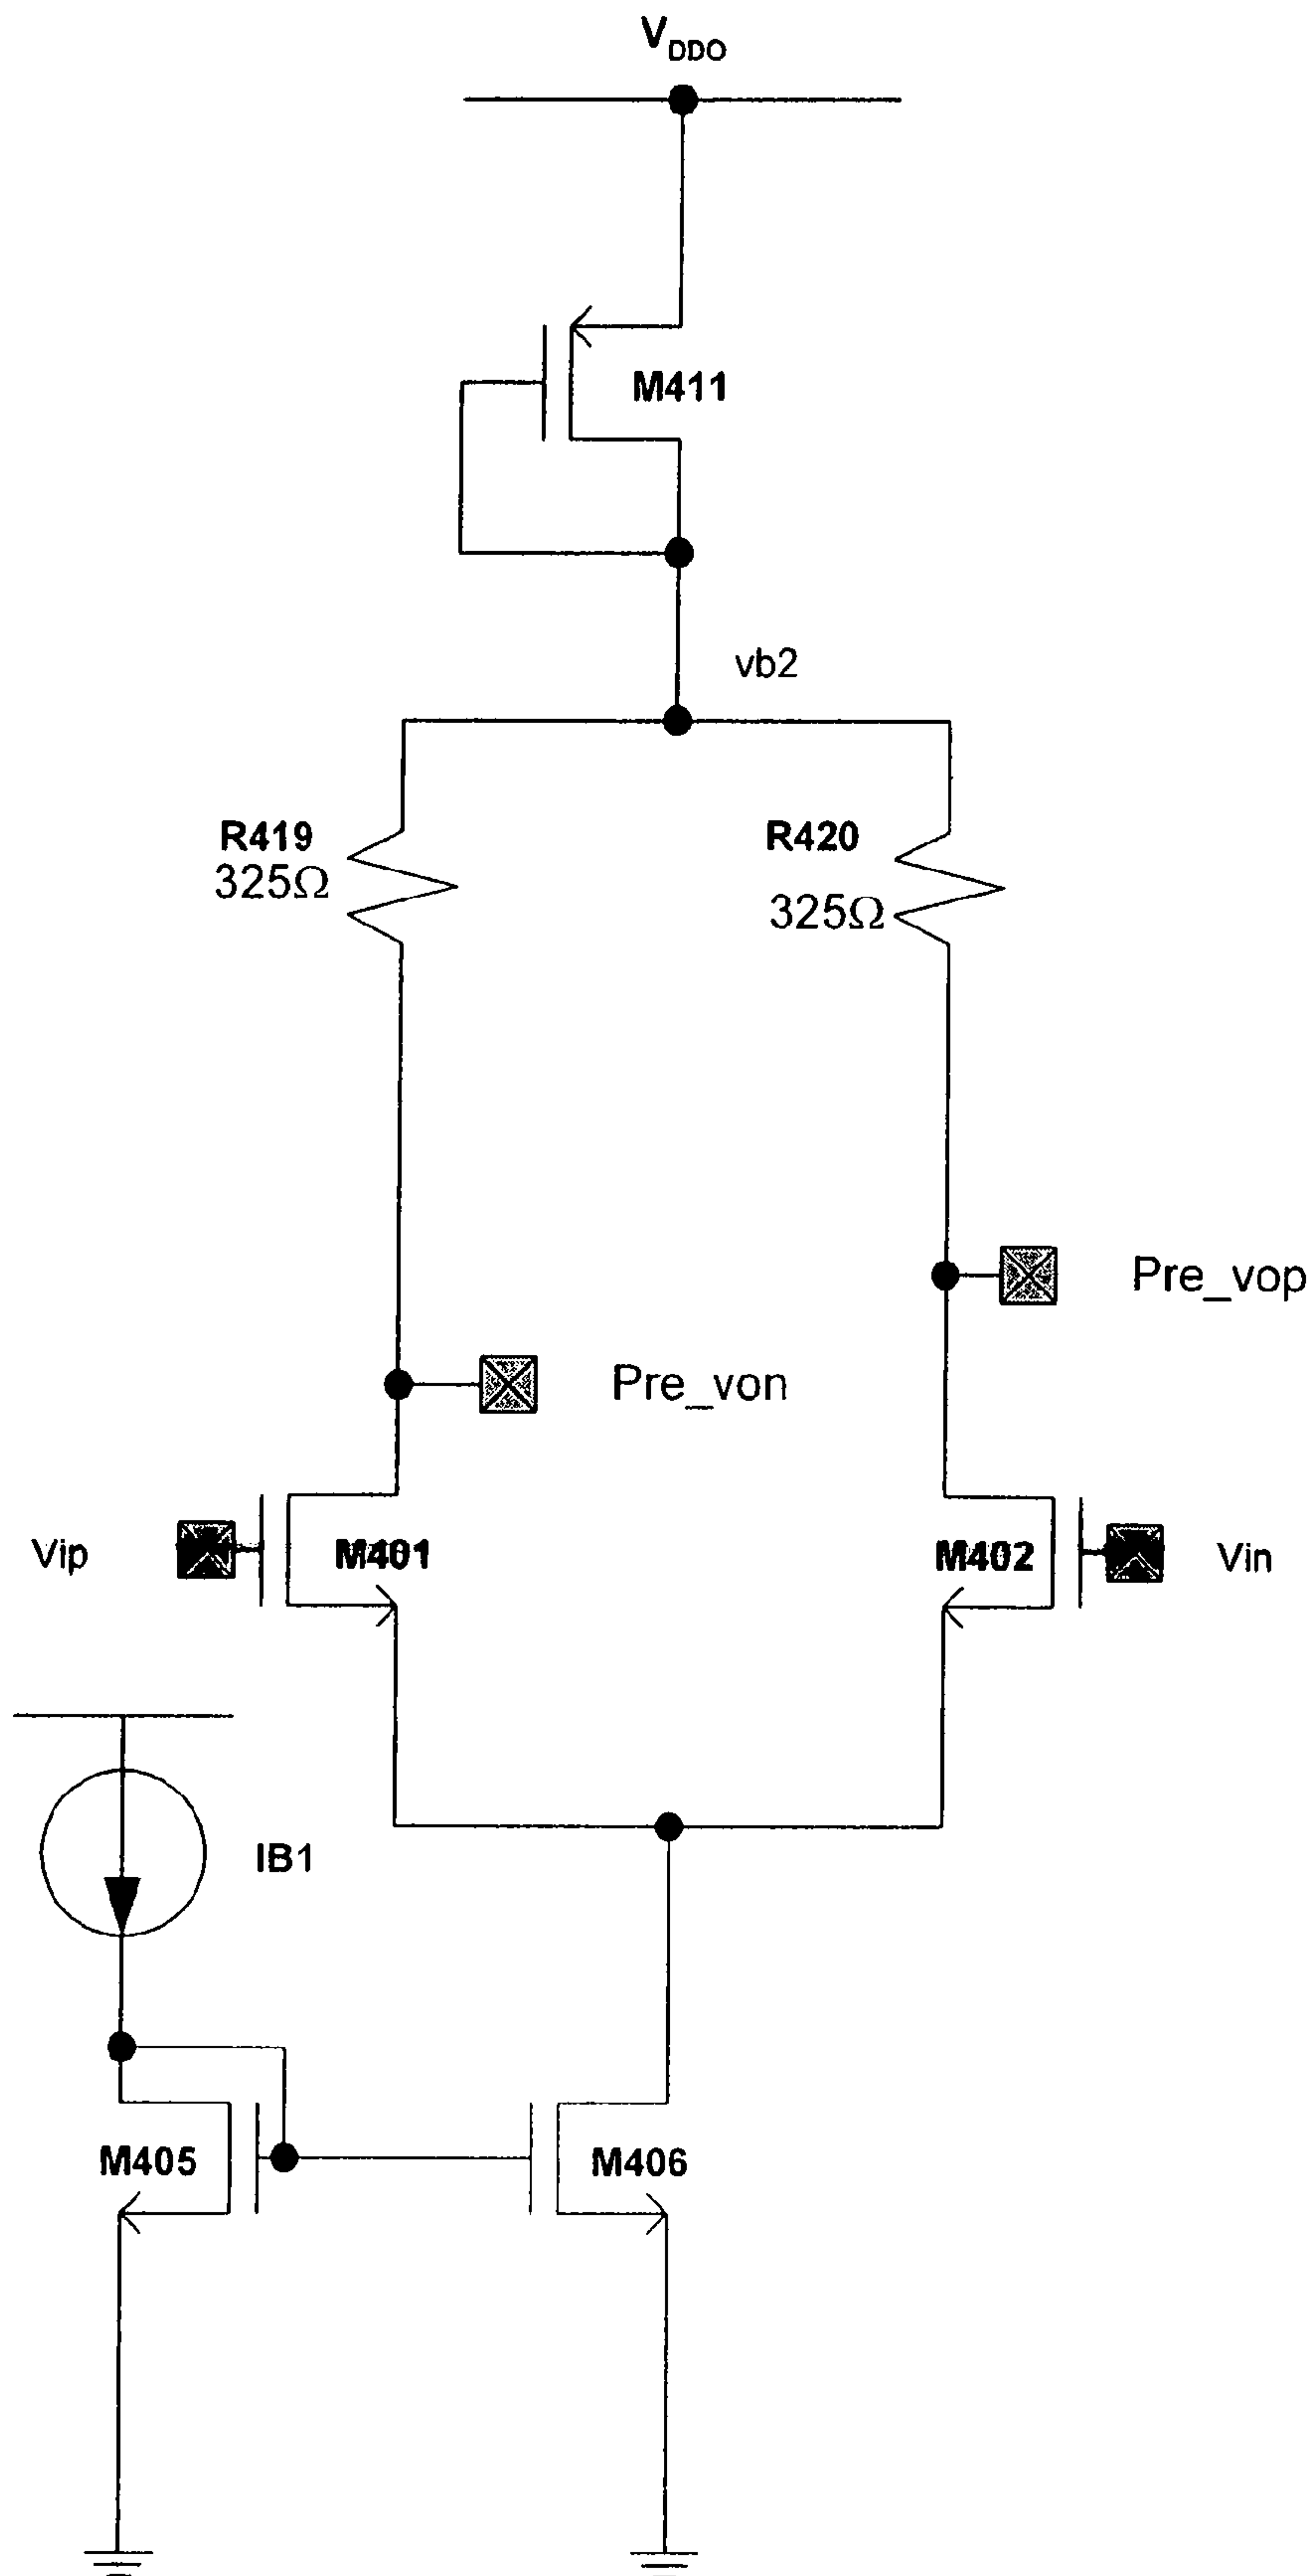 VDDO
M411
vb2
R419
325Ω
R420
325Ω
Pre_vop
Pre_von
Vip
M401
M402
Vin
IB1
M405
M406